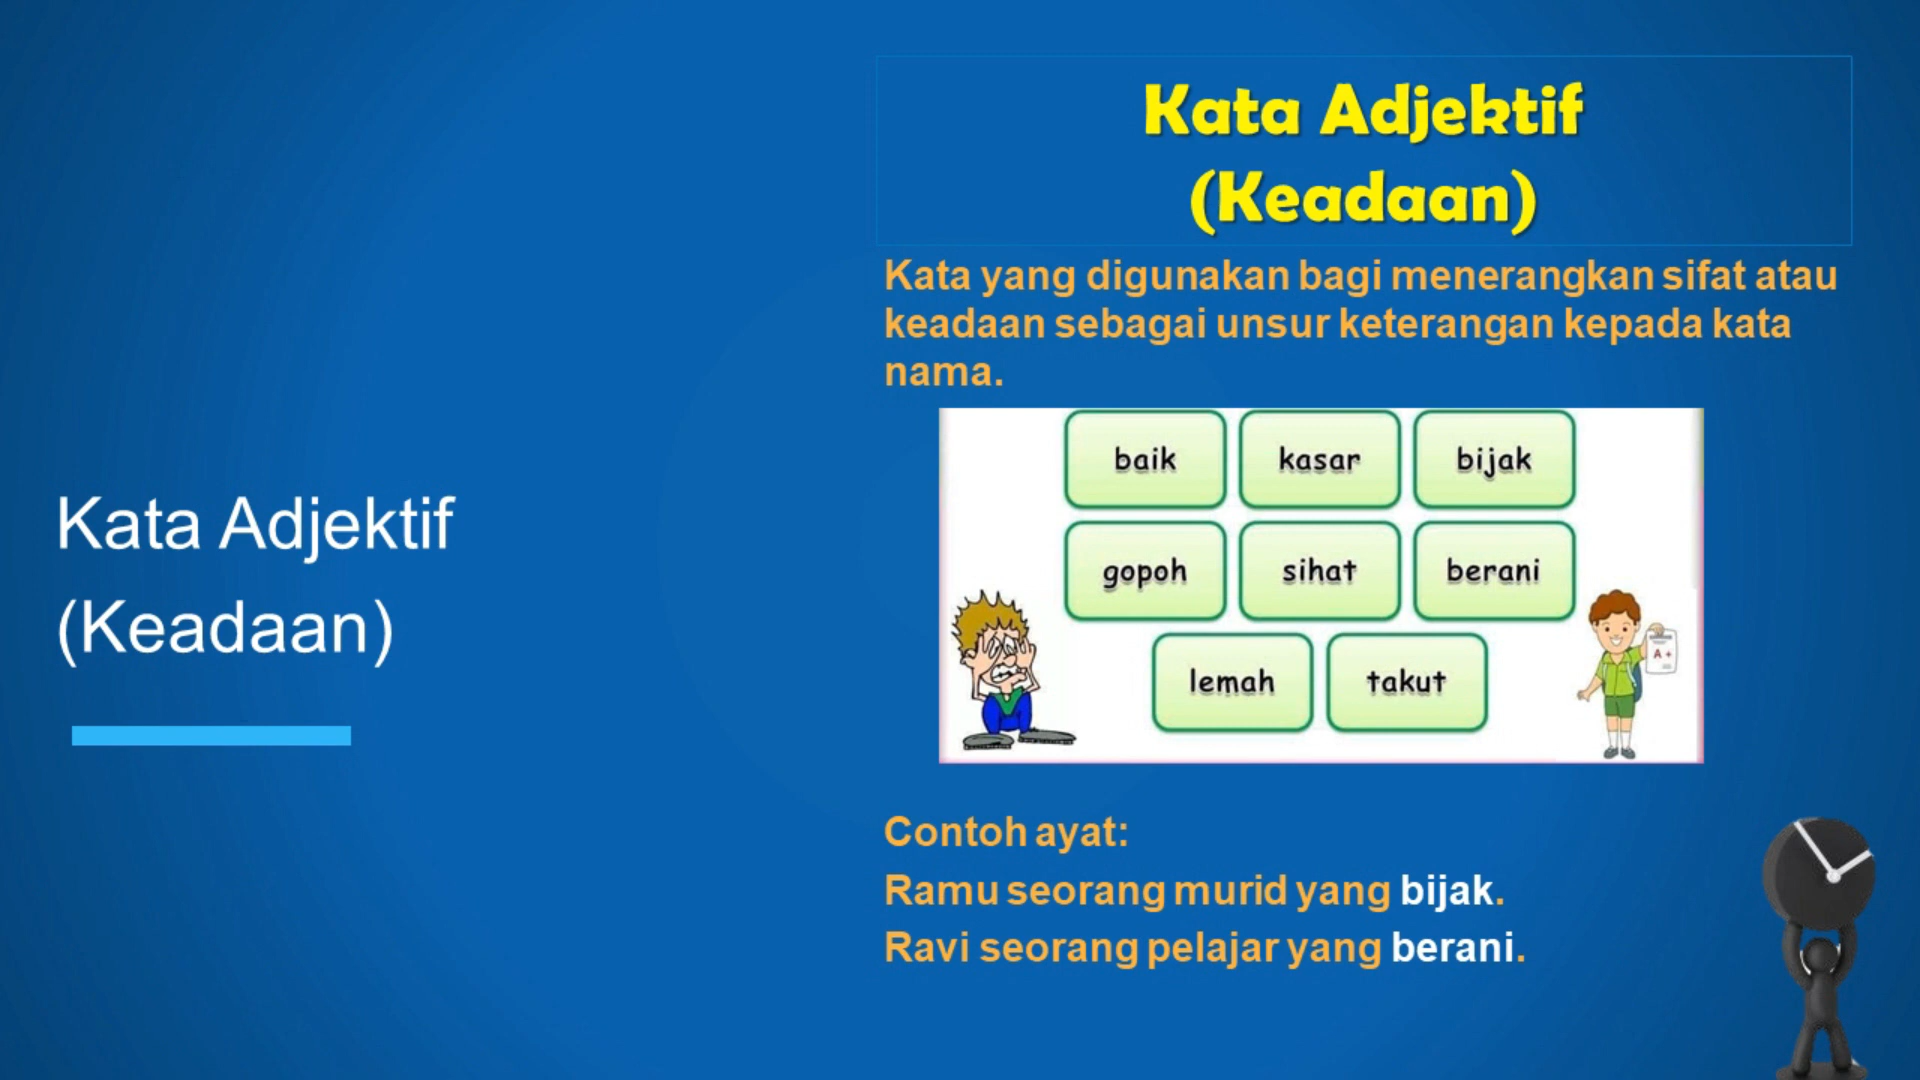 Kata Adjektif
(Keadaan)
Kata Adjektif
(Keadaan)
Kata yang digunakan bagi menerangkan sifat atau
keadaan sebagai unsur keterangan kepada kata
nama.
baik kasar bijak
gopoh sihat berani
lemah takut
A+
Contoh ayat:
Ramu seorang murid yang bijak.
Ravi seorang pelajar yang berani.